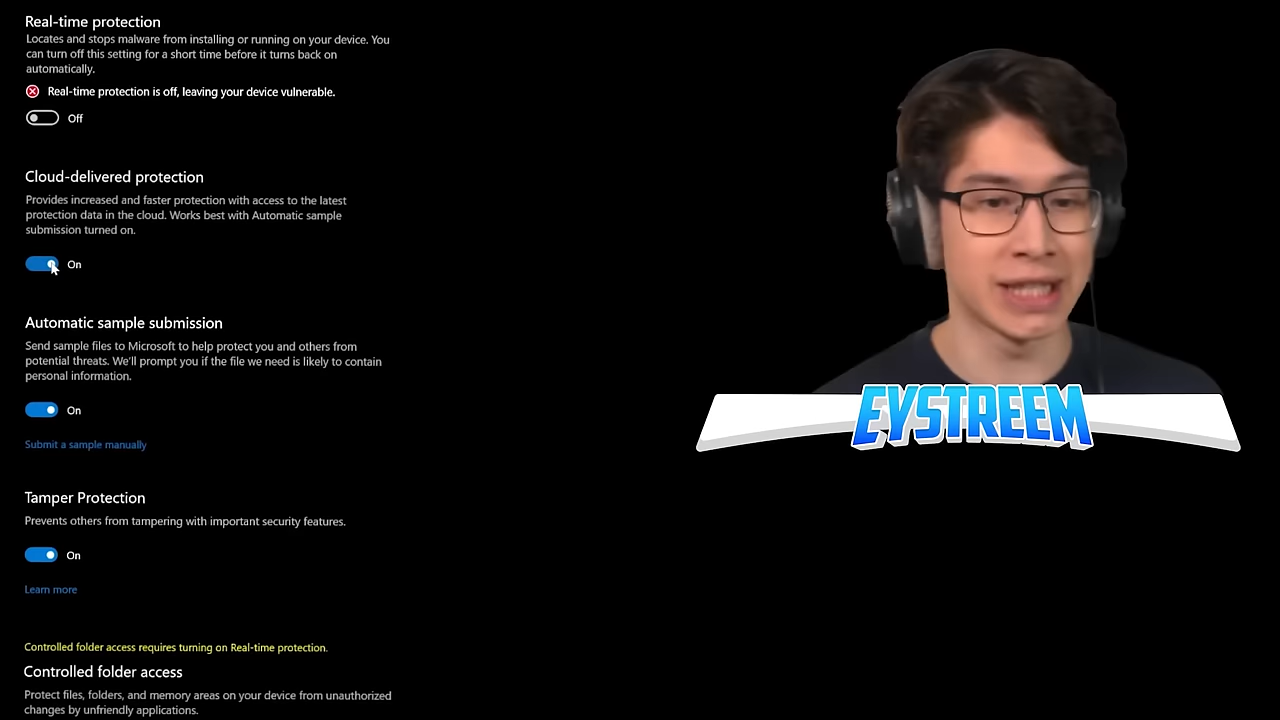 Real-time protection
Locates and stops malware from installing or running on your device. You
can turn off this setting for a short time before it turns back on
automatically.
Real-time protection is off, leaving your device vulnerable.
Off
Cloud-delivered protection
Provides increased and faster protection with access to the latest
protection data in the cloud. Works best with Automatic sample
submission turned on.
On
Automatic sample submission
Send sample files to Microsoft to help protect you and others from
potential threats. We'll prompt you if the file we need is likely to contain
personal information.
On
Submit a sample manually
Tamper Protection
Prevents others from tampering with important security features.
On
Learn more
Controlled folder access requires turning on Real-time protection.
Controlled folder access
Protect files, folders, and memory areas on your device from unauthorized
changes by unfriendly applications.
EYSTREEM